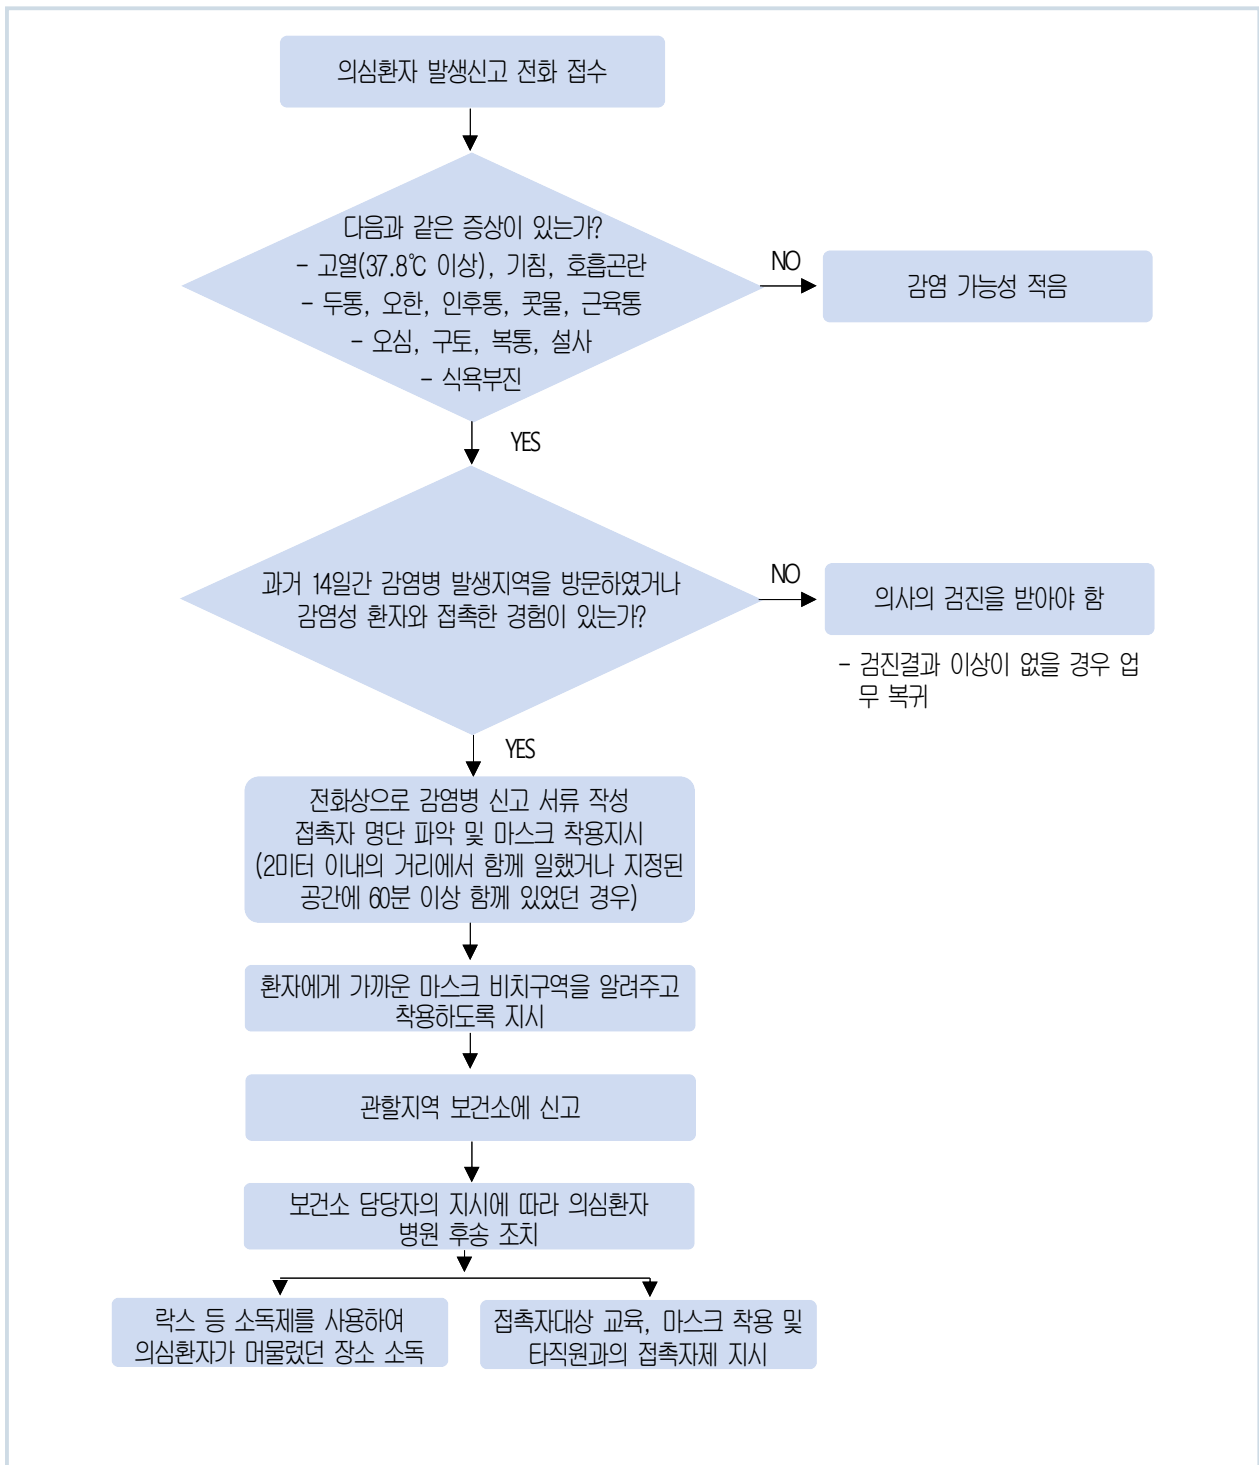 의심환자 발생신고 전화 접수
다음과 같은 증상이 있는가?
- 고열(37.8℃ 이상), 기침, 호흡곤란
- 두통, 오한, 인후통, 콧물, 근육통
- 오심, 구토, 복통, 설사
- 식욕부진
NO
감염 가능성 적음
YES
과거 14일간 감염병 발생지역을 방문하였거나
감염성 환자와 접촉한 경험이 있는가?
NO
의사의 검진을 받아야 함
- 검진결과 이상이 없을 경우 업
무 복귀
YES
전화상으로 감염병 신고 서류 작성
접촉자 명단 파악 및 마스크 착용지시
(2미터 이내의 거리에서 함께 일했거나 지정된
공간에 60분 이상 함께 있었던 경우)
환자에게 가까운 마스크 비치구역을 알려주고
착용하도록 지시
관할지역 보건소에 신고
보건소 담당자의 지시에 따라 의심환자
병원 후송 조치
락스 등 소독제를 사용하여
의심환자가 머물렀던 장소 소독
접촉자대상 교육, 마스크 착용 및
타직원과의 접촉자제 지시